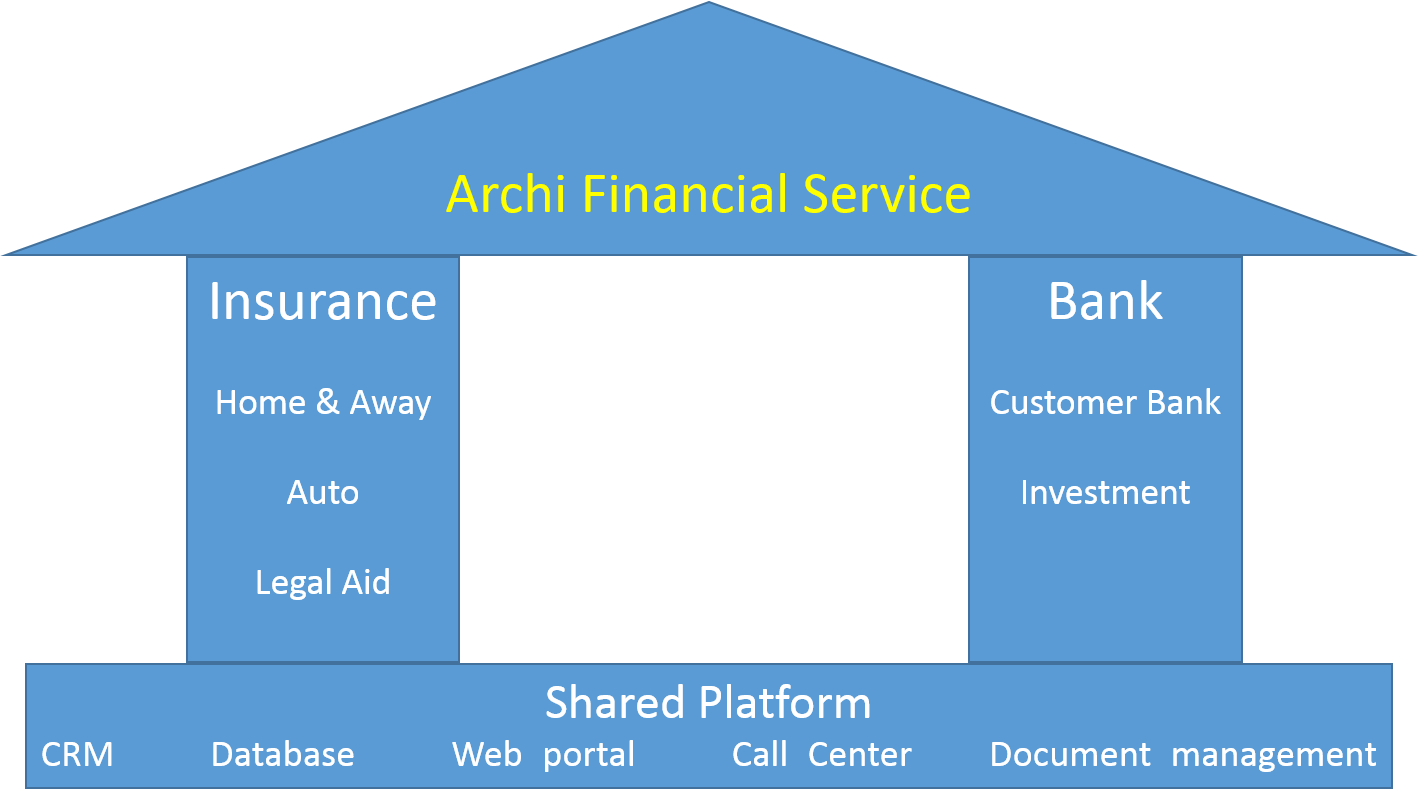 Archi Financial Service
Insurance
Home & Away
Auto
Legal Aid
Bank
Customer Bank
Investment
Shared Platform
CRM Database Web portal Call Center Document management